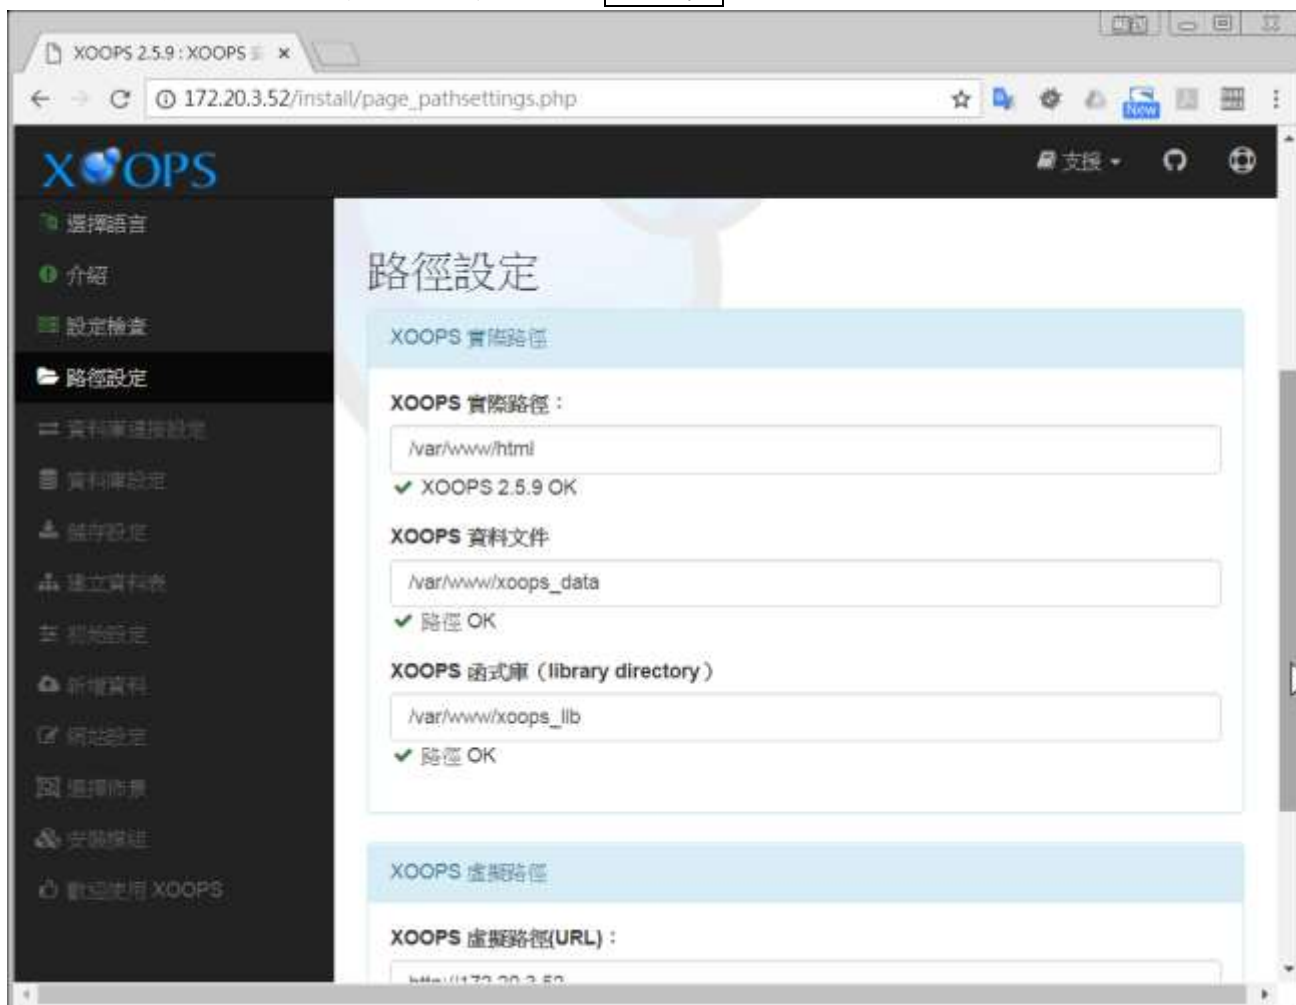 XOOPS 2.5.9 : XOOPS
172.20.3.52/install/page_pathsettings.php
New
XOOPS
支援
選擇語言
介紹
設定檢查
路徑設定
資料庫連接設定
資料庫設定
儲存設定
建立資料表
初始設定
新增資料
網站設定
選擇佈景
安裝模組
歡迎使用 XOOPS
路徑設定
XOOPS 實際路徑
XOOPS 實際路徑：
/var/www/html
XOOPS 2.5.9 OK
XOOPS 資料文件
/var/www/xoops_data
路徑 OK
XOOPS 函式庫（library directory）
/var/www/xoops_lib
路徑 OK
XOOPS 虛擬路徑
XOOPS 虛擬路徑(URL)：
http://172.20.3.52